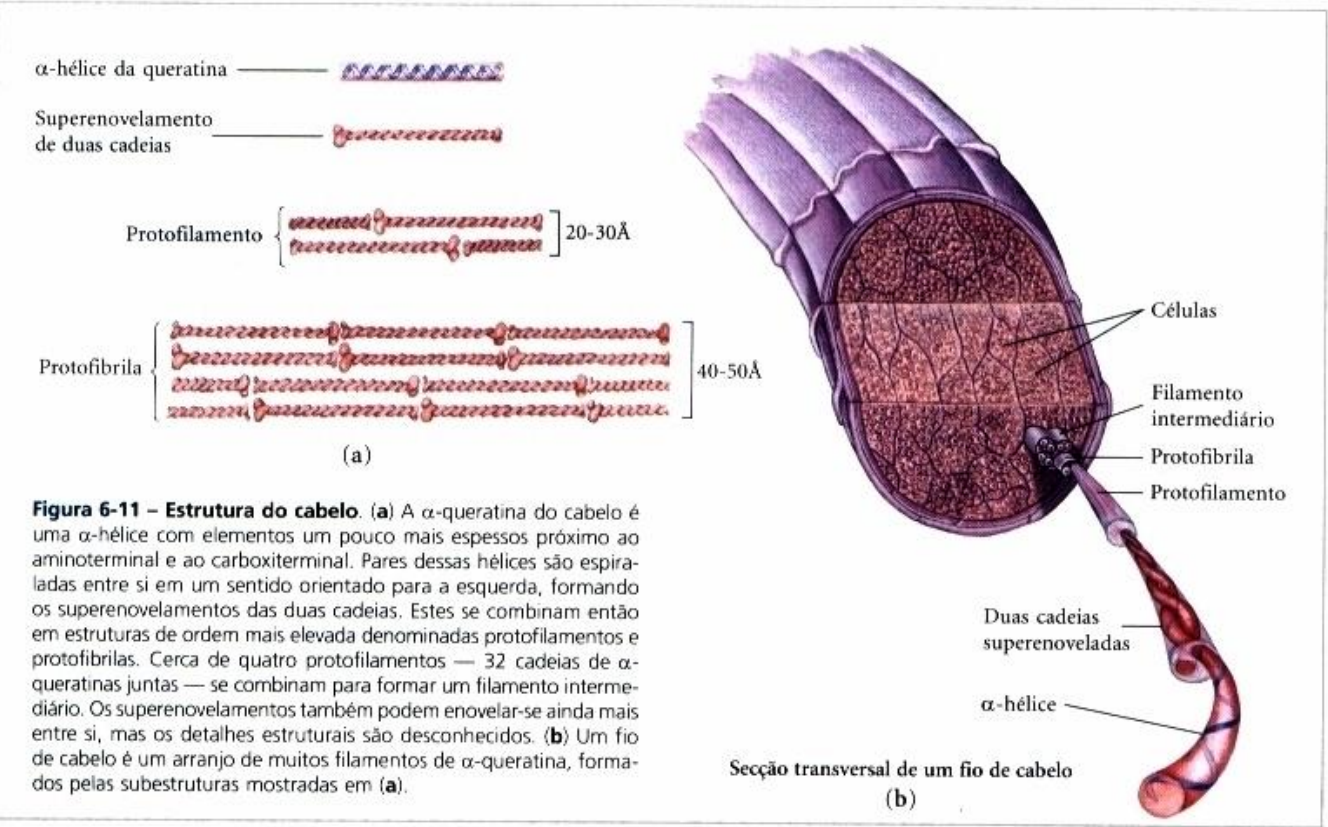 α-hélice da queratina
Superenovelamento
de duas cadeias
Protofilamento
20-30Å
Protofibrila
40-50Å
(a)
Figura 6-11 – Estrutura do cabelo. (a) A α-queratina do cabelo é
uma α-hélice com elementos um pouco mais espessos próximo ao
aminoterminal e ao carboxiterminal. Pares dessas hélices são espira-
ladas entre si em um sentido orientado para a esquerda, formando
os superenovelamentos das duas cadeias. Estes se combinam então
em estruturas de ordem mais elevada denominadas protofilamentos e
protofibrilas. Cerca de quatro protofilamentos — 32 cadeias de α-
queratinas juntas — se combinam para formar um filamento interme-
diário. Os superenovelamentos também podem enovelar-se ainda mais
entre si, mas os detalhes estruturais são desconhecidos. (b) Um fio
de cabelo é um arranjo de muitos filamentos de α-queratina, forma-
dos pelas subestruturas mostradas em (a).
Células
Filamento
intermediário
Protofibrila
Protofilamento
Duas cadeias
superenoveladas
α-hélice
Secção transversal de um fio de cabelo
(b)